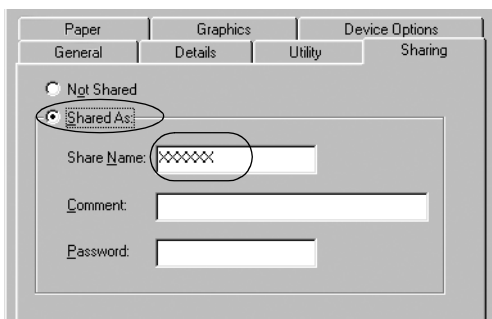 Paper Graphics Device Options
General Details Utility Sharing
Not Shared
Shared As:
Share Name: XXXXXX
Comment:
Password: